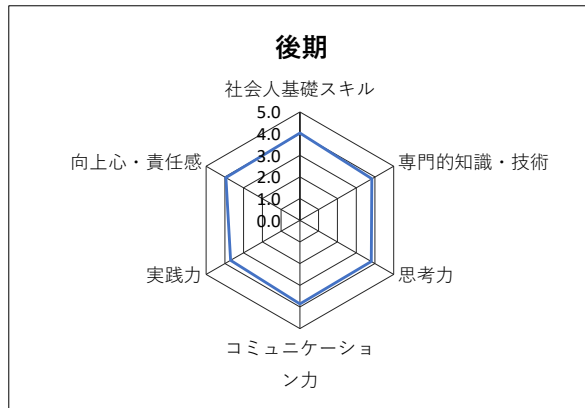 後期
社会人基礎スキル
5.0
4.0
3.0
2.0
1.0
0.0
向上心・責任感
専門的知識・技術
実践力
思考力
コミュニケーショ
ン力